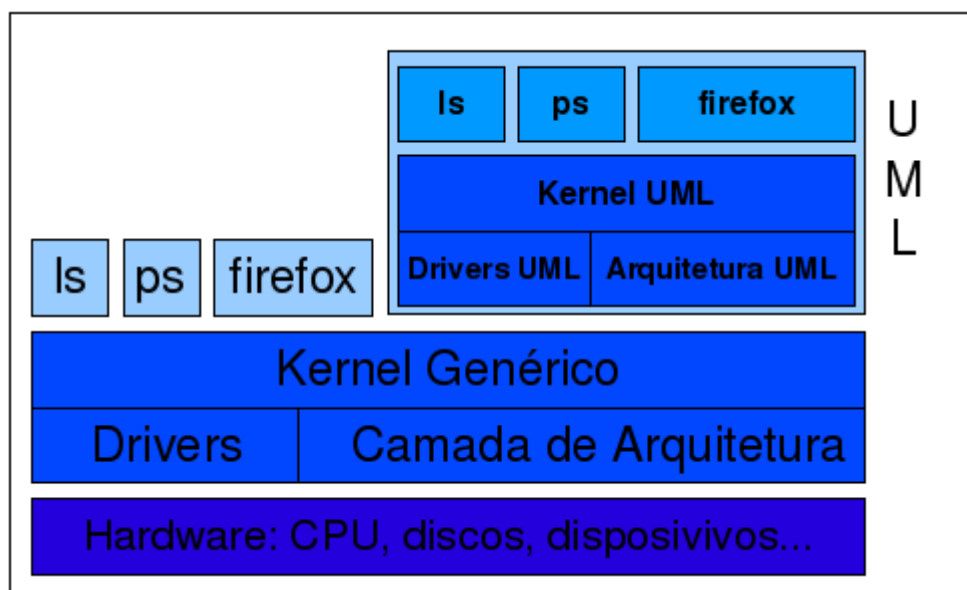 ls ps firefox
Kernel UML
Drivers UML Arquitetura UML
U
M
L
ls ps firefox
Kernel Genérico
Drivers Camada de Arquitetura
Hardware: CPU, discos, disposivivos...